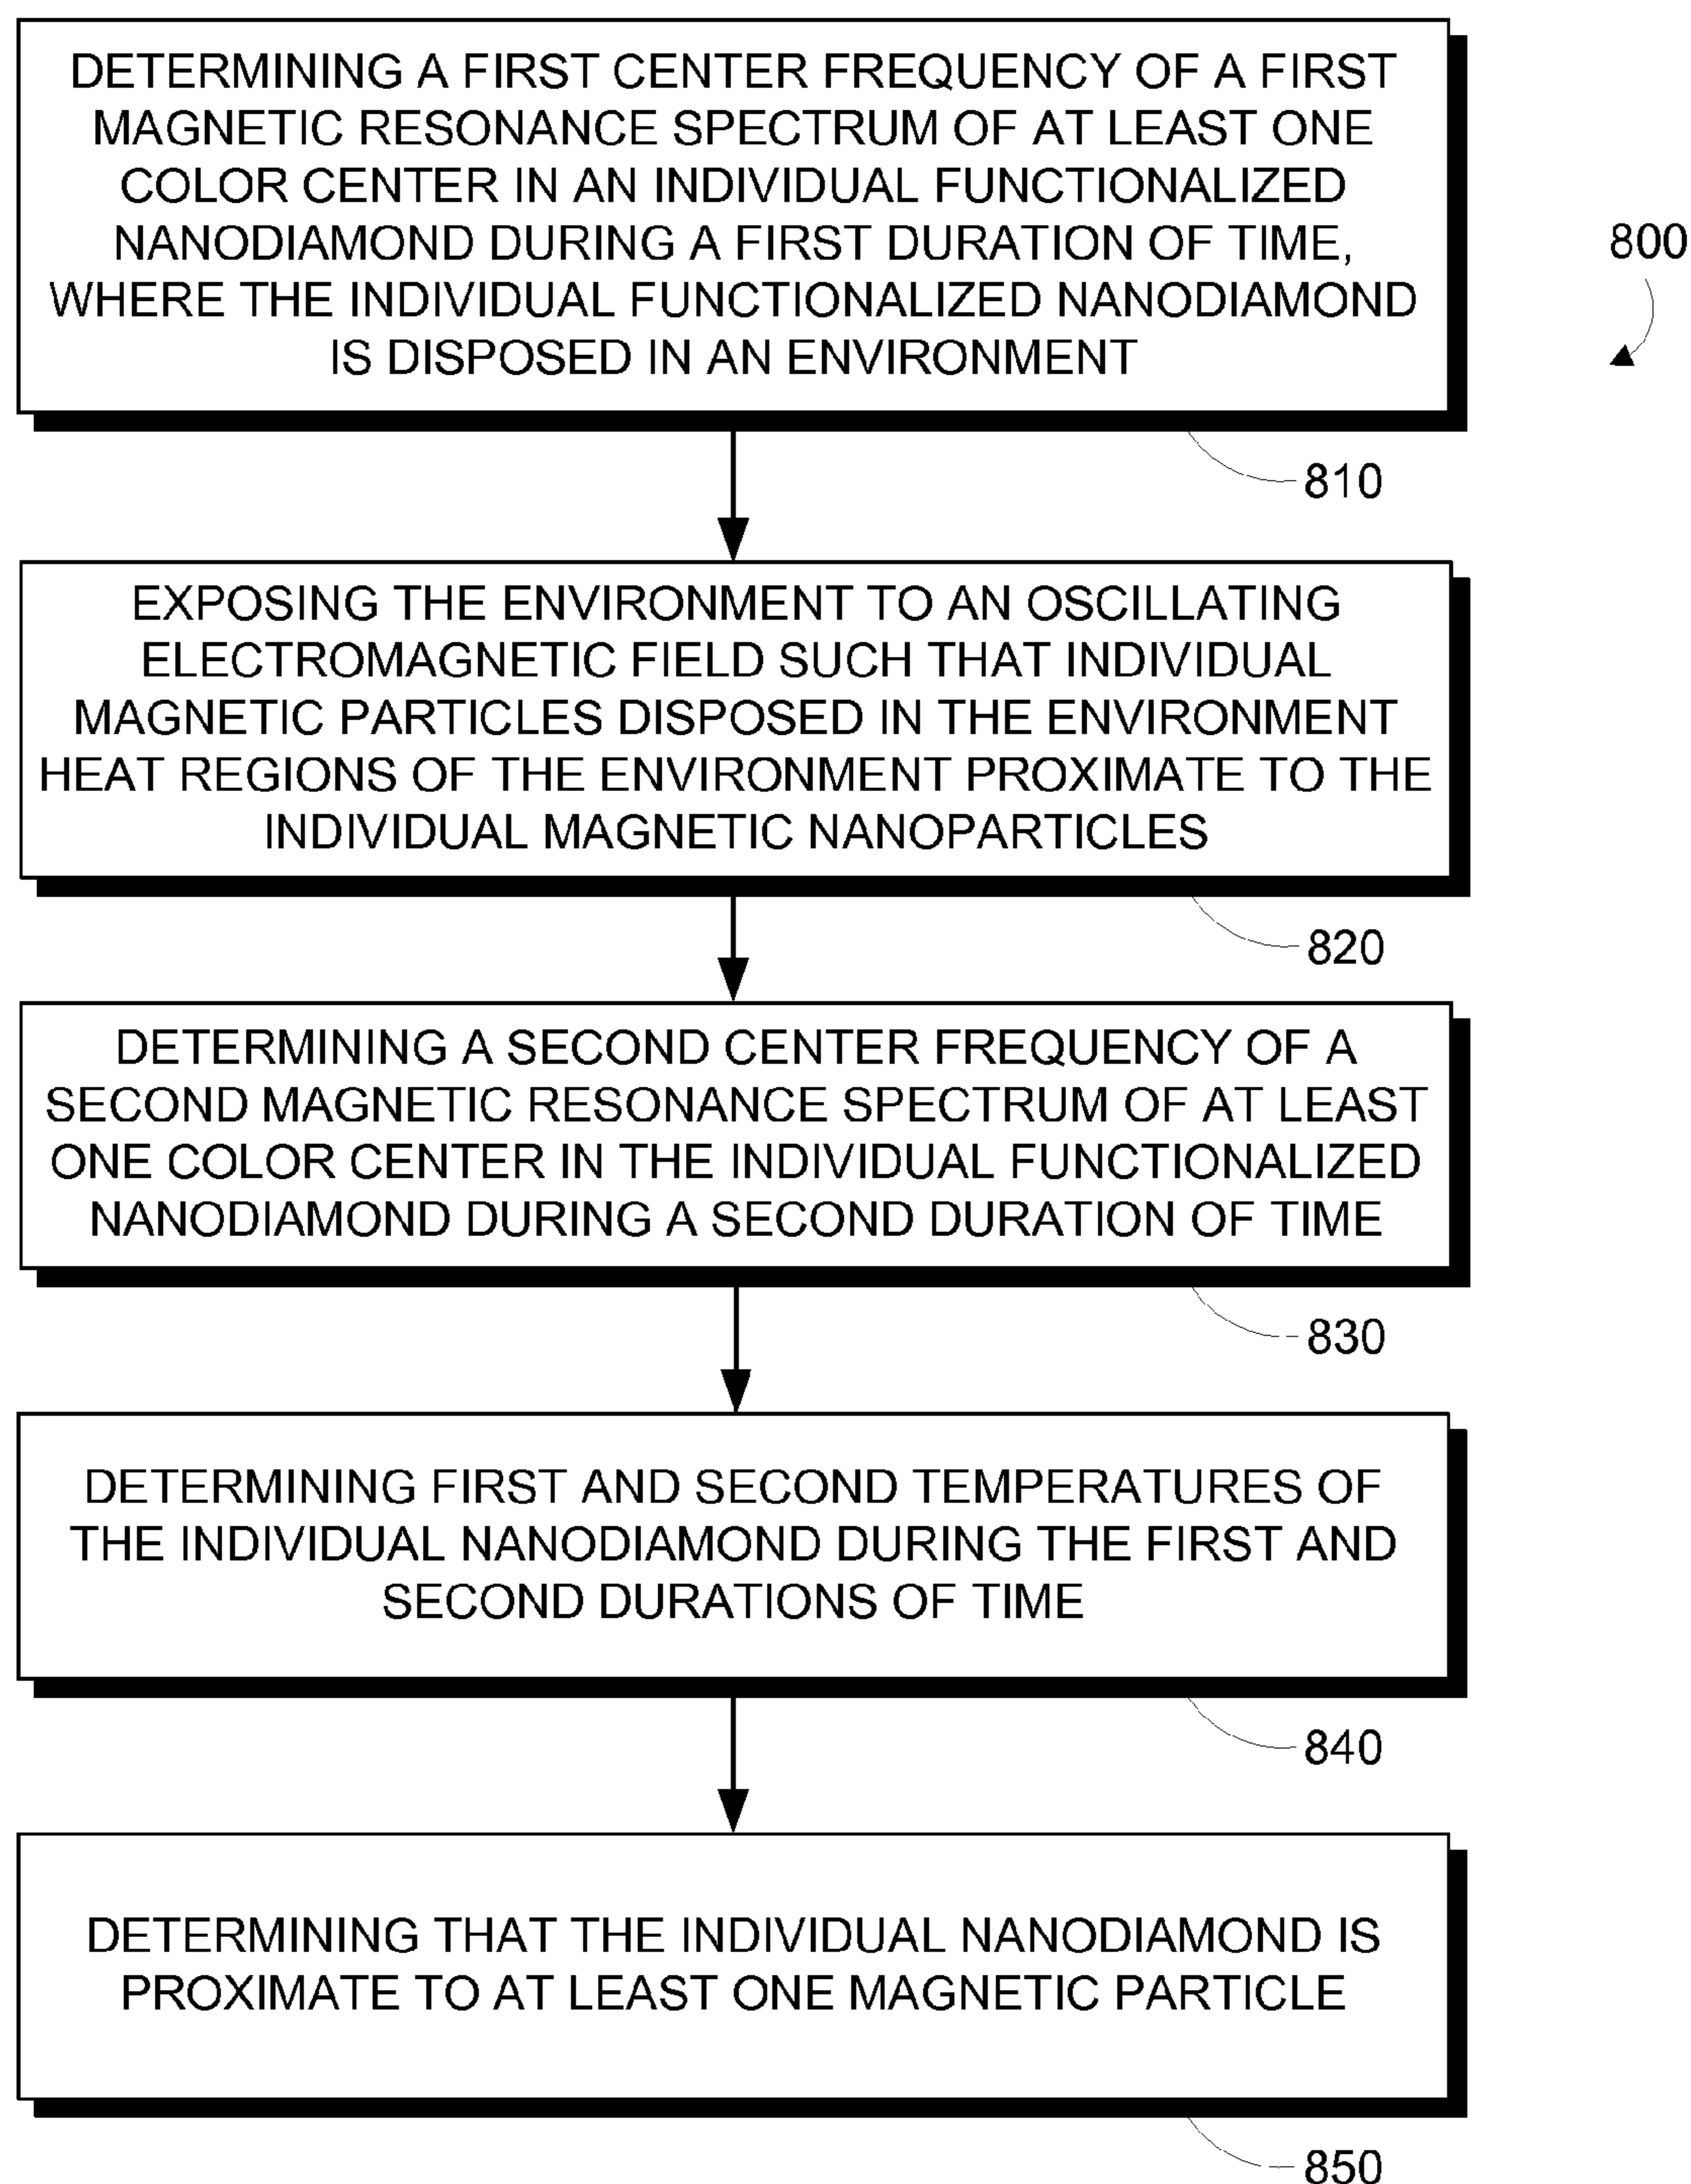 DETERMINING A FIRST CENTER FREQUENCY OF A FIRST
MAGNETIC RESONANCE SPECTRUM OF AT LEAST ONE
COLOR CENTER IN AN INDIVIDUAL FUNCTIONALIZED
NANODIAMOND DURING A FIRST DURATION OF TIME,
WHERE THE INDIVIDUAL FUNCTIONALIZED NANODIAMOND
IS DISPOSED IN AN ENVIRONMENT
800
810
EXPOSING THE ENVIRONMENT TO AN OSCILLATING
ELECTROMAGNETIC FIELD SUCH THAT INDIVIDUAL
MAGNETIC PARTICLES DISPOSED IN THE ENVIRONMENT
HEAT REGIONS OF THE ENVIRONMENT PROXIMATE TO THE
INDIVIDUAL MAGNETIC NANOPARTICLES
820
DETERMINING A SECOND CENTER FREQUENCY OF A
SECOND MAGNETIC RESONANCE SPECTRUM OF AT LEAST
ONE COLOR CENTER IN THE INDIVIDUAL FUNCTIONALIZED
NANODIAMOND DURING A SECOND DURATION OF TIME
830
DETERMINING FIRST AND SECOND TEMPERATURES OF
THE INDIVIDUAL NANODIAMOND DURING THE FIRST AND
SECOND DURATIONS OF TIME
840
DETERMINING THAT THE INDIVIDUAL NANODIAMOND IS
PROXIMATE TO AT LEAST ONE MAGNETIC PARTICLE
850